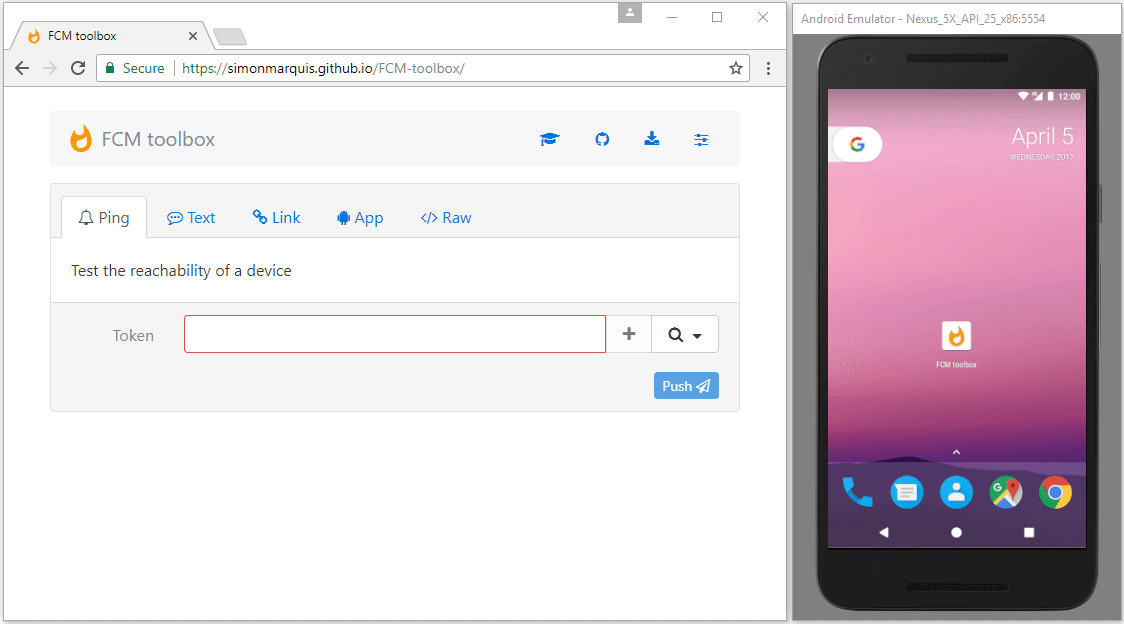 FCM toolbox
Secure
https://simonmarquis.github.io/FCM-toolbox/
FCM toolbox
Ping
Text
Link
App
</> Raw
Test the reachability of a device
Token
Push
Android Emulator - Nexus_5X_API_25_x86:5554
12:00
April 5
WEDNESDAY, 2017
FCM toolbox